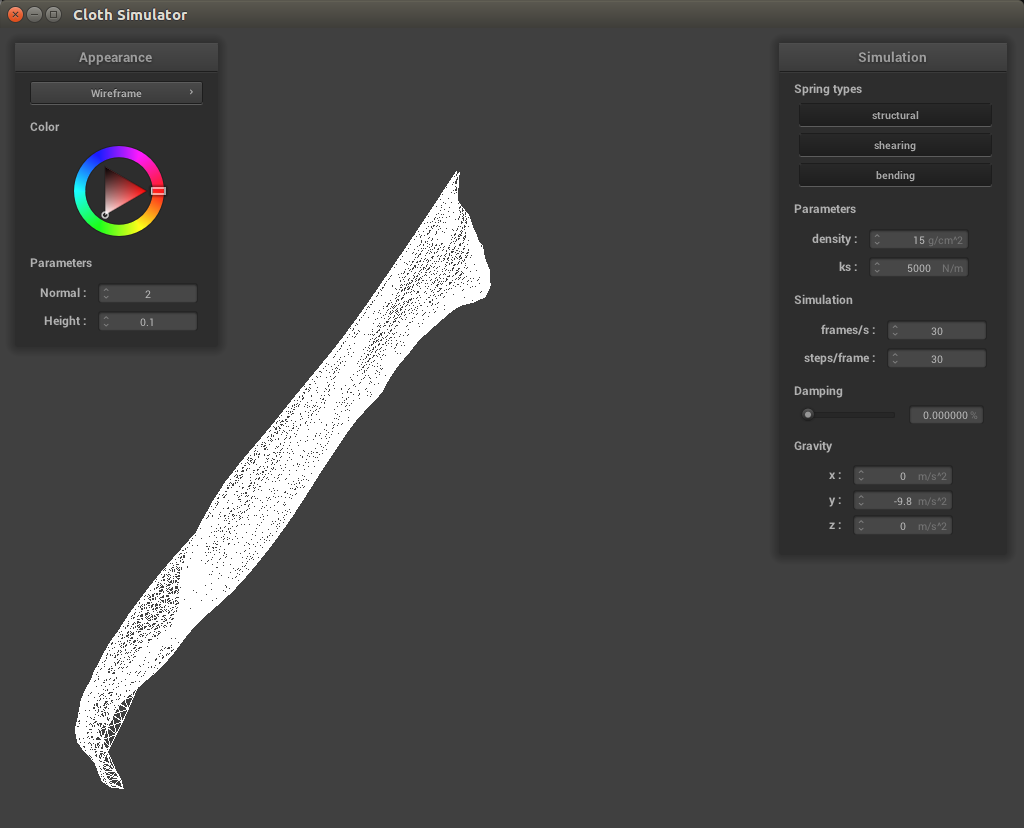 Cloth Simulator
Appearance
Wireframe
Color
Parameters
Normal : 2
Height : 0.1
Simulation
Spring types
structural
shearing
bending
Parameters
density : 15 g/cm^2
ks : 5000 N/m
Simulation
frames/s : 30
steps/frame : 30
Damping
0.000000 %
Gravity
x : 0 m/s^2
y : -9.8 m/s^2
z : 0 m/s^2